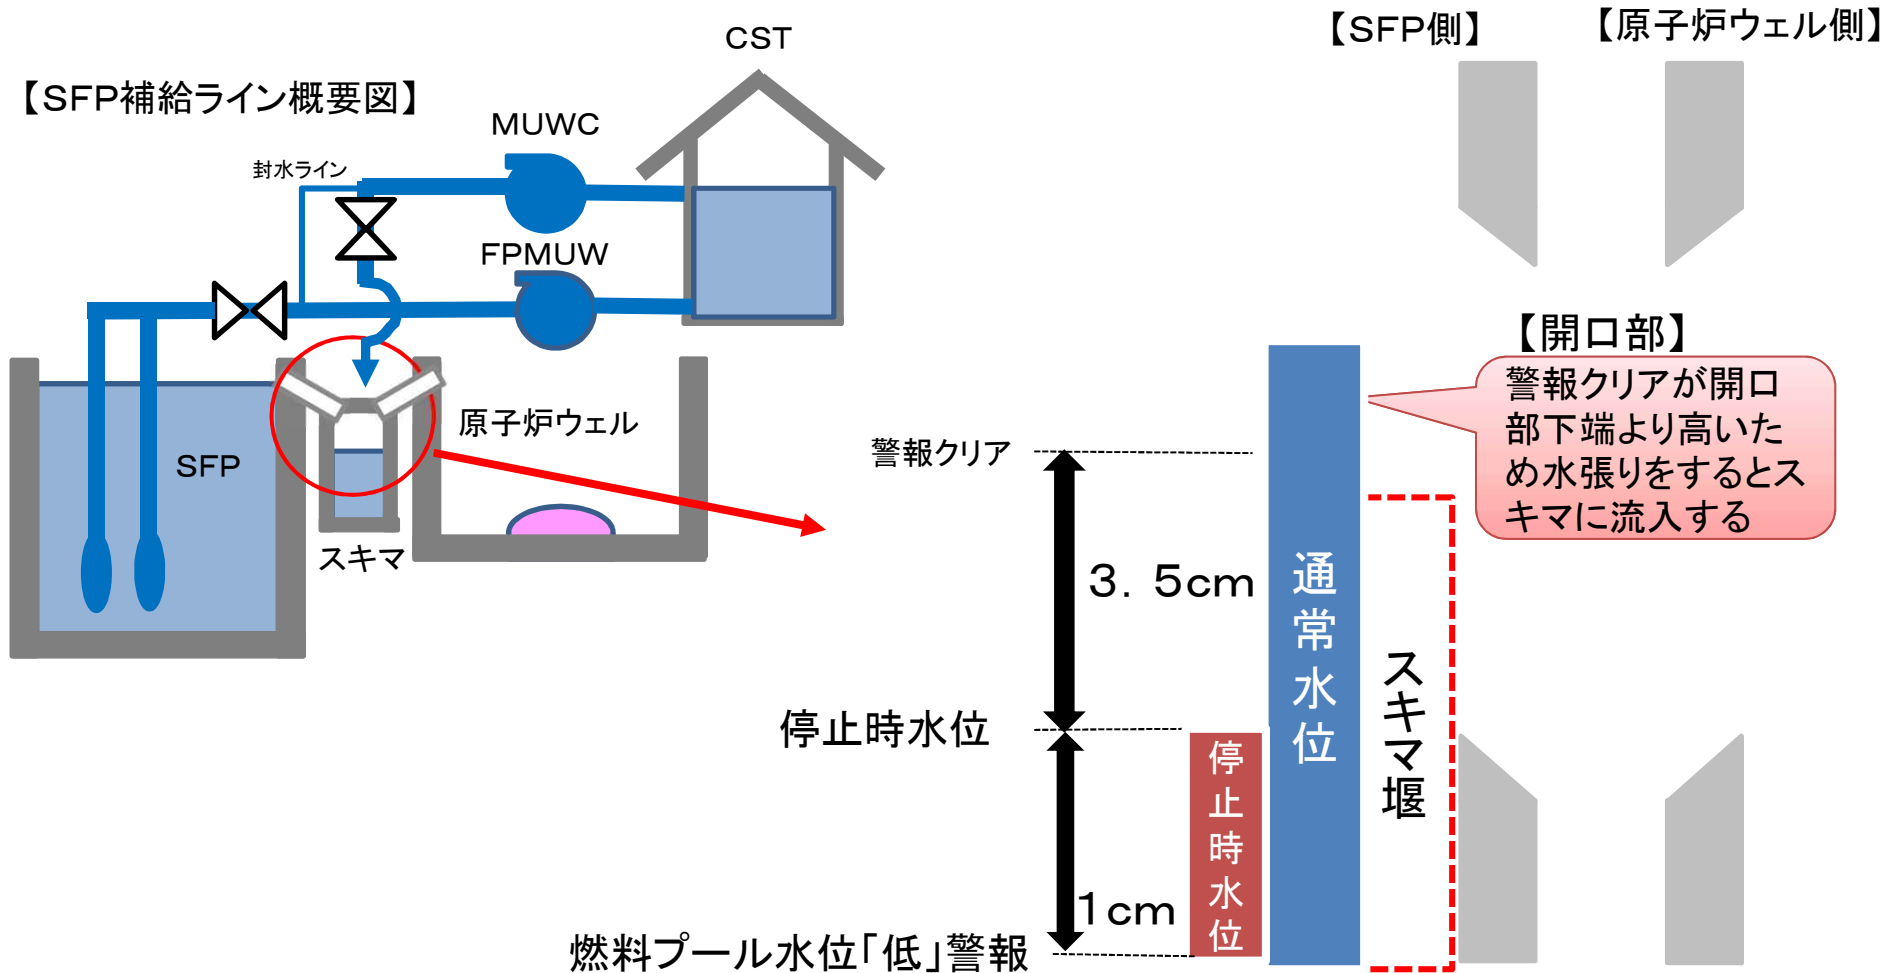 【SFP補給ライン概要図】
CST
MUWC
封水ライン
FPMUW
SFP
原子炉ウェル
スキマ
【SFP側】
【原子炉ウェル側】
【開口部】
警報クリアが開口
部下端より高いた
め水張りをするとス
キマに流入する
警報クリア
3．5cm
通常水位
スキマ堰
停止時水位
停止時水位
1cm
燃料プール水位「低」警報